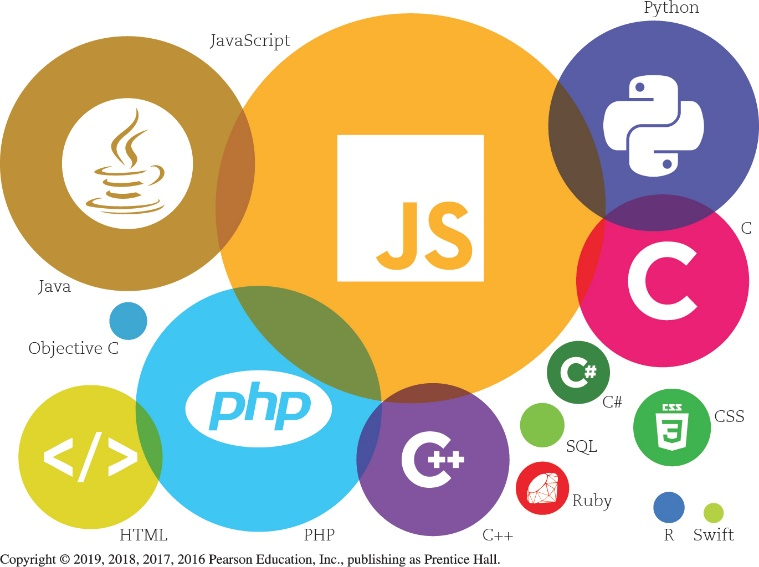 Python
JavaScript
JS
C
C
Java
Objective C
php
C#
C#
CSS
3
CSS
SQL
</>
C++
Ruby
HTML
PHP
C++
R
Swift
Copyright © 2019, 2018, 2017, 2016 Pearson Education, Inc., publishing as Prentice Hall.